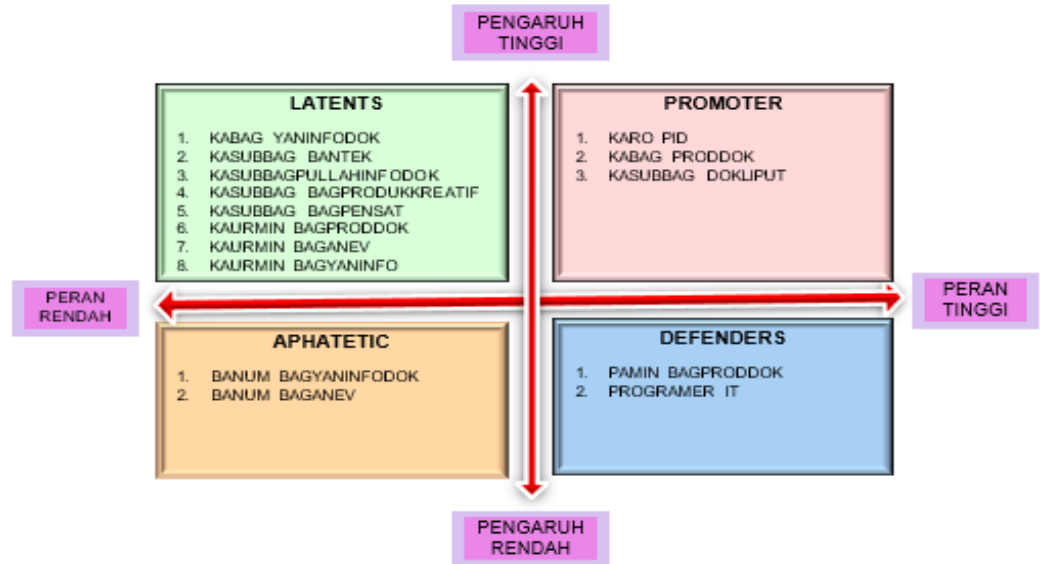 PENGARUH
TINGGI
LATENTS
1. KABAG YANINFODOK
2. KASUBBAG BANTEK
3. KASUBBAGPULLAHINFODOK
4. KASUBBAG BAGPRODUKKREATIF
5. KASUBBAG BAGPENSAT
6. KAURMIN BAGPRODDOK
7. KAURMIN BAGANEV
8. KAURMIN BAGYANINFO
PROMOTER
1. KARO PID
2. KABAG PRODDOK
3. KASUBBAG DOKLIPUT
PERAN
RENDAH
PERAN
TINGGI
APHATETIC
1. BANUM BAGYANINFODOK
2. BANUM BAGANEV
DEFENDERS
1. PAMIN BAGPRODDOK
2. PROGRAMER IT
PENGARUH
RENDAH